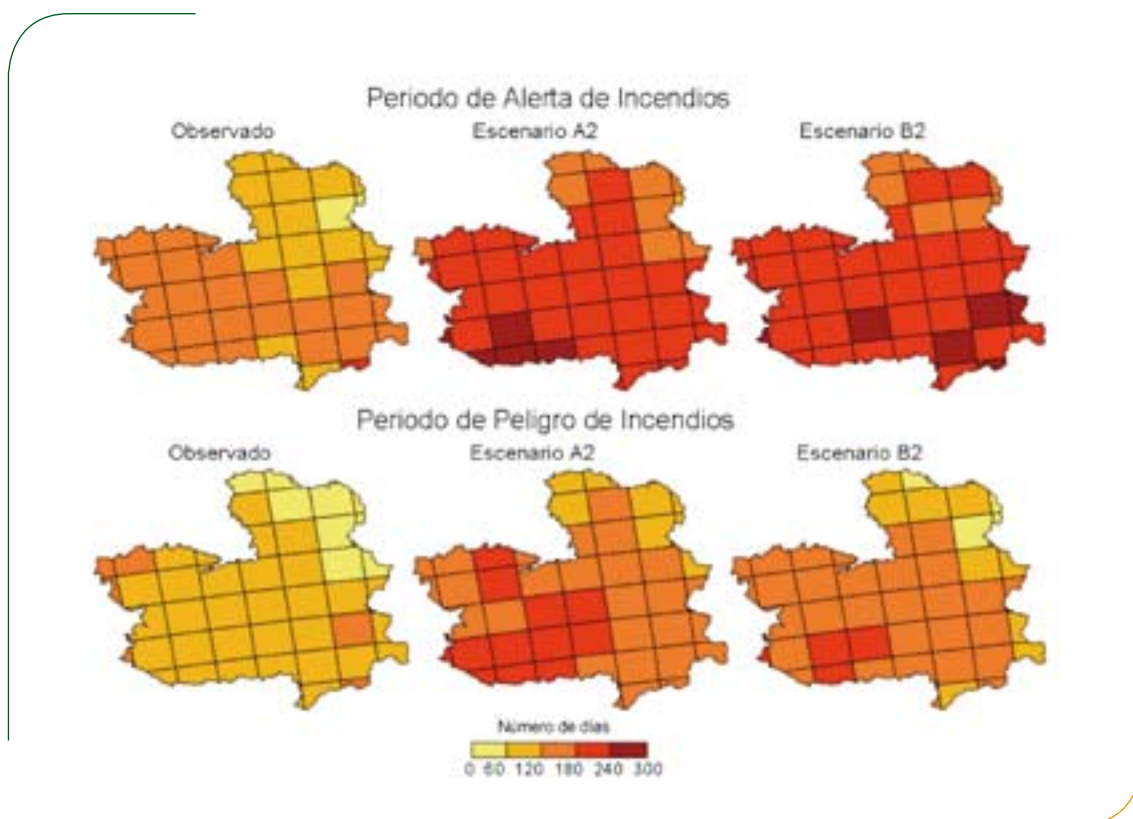 Periodo de Alerta de Incendios
Observado Escenario A2 Escenario B2
Periodo de Peligro de Incendios
Observado Escenario A2 Escenario B2
Número de días
0 60 120 180 240 300